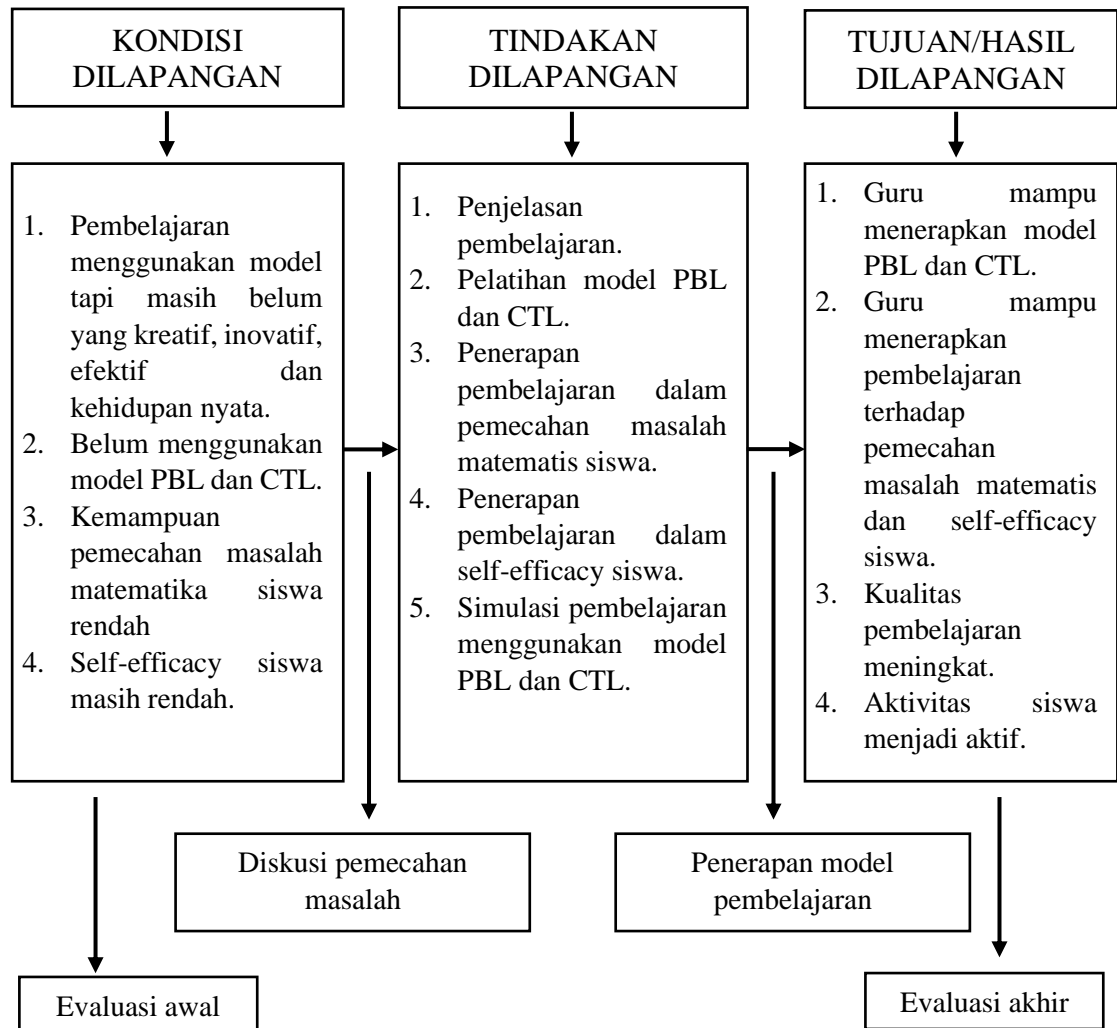 KONDISI
DILAPANGAN
TINDAKAN
DILAPANGAN
TUJUAN/HASIL
DILAPANGAN
1. Pembelajaran
menggunakan model
tapi masih belum
yang kreatif, inovatif,
efektif dan
kehidupan nyata.
2. Belum menggunakan
model PBL dan CTL.
3. Kemampuan
pemecahan masalah
matematika siswa
rendah
4. Self-efficacy siswa
masih rendah.
1. Penjelasan
pembelajaran.
2. Pelatihan model PBL
dan CTL.
3. Penerapan
pembelajaran dalam
pemecahan masalah
matematis siswa.
4. Penerapan
pembelajaran dalam
self-efficacy siswa.
5. Simulasi pembelajaran
menggunakan model
PBL dan CTL.
1. Guru mampu
menerapkan model
PBL dan CTL.
2. Guru mampu
menerapkan
pembelajaran
terhadap
pemecahan
masalah matematis
dan self-efficacy
siswa.
3. Kualitas
pembelajaran
meningkat.
4. Aktivitas siswa
menjadi aktif.
Diskusi pemecahan
masalah
Penerapan model
pembelajaran
Evaluasi awal
Evaluasi akhir